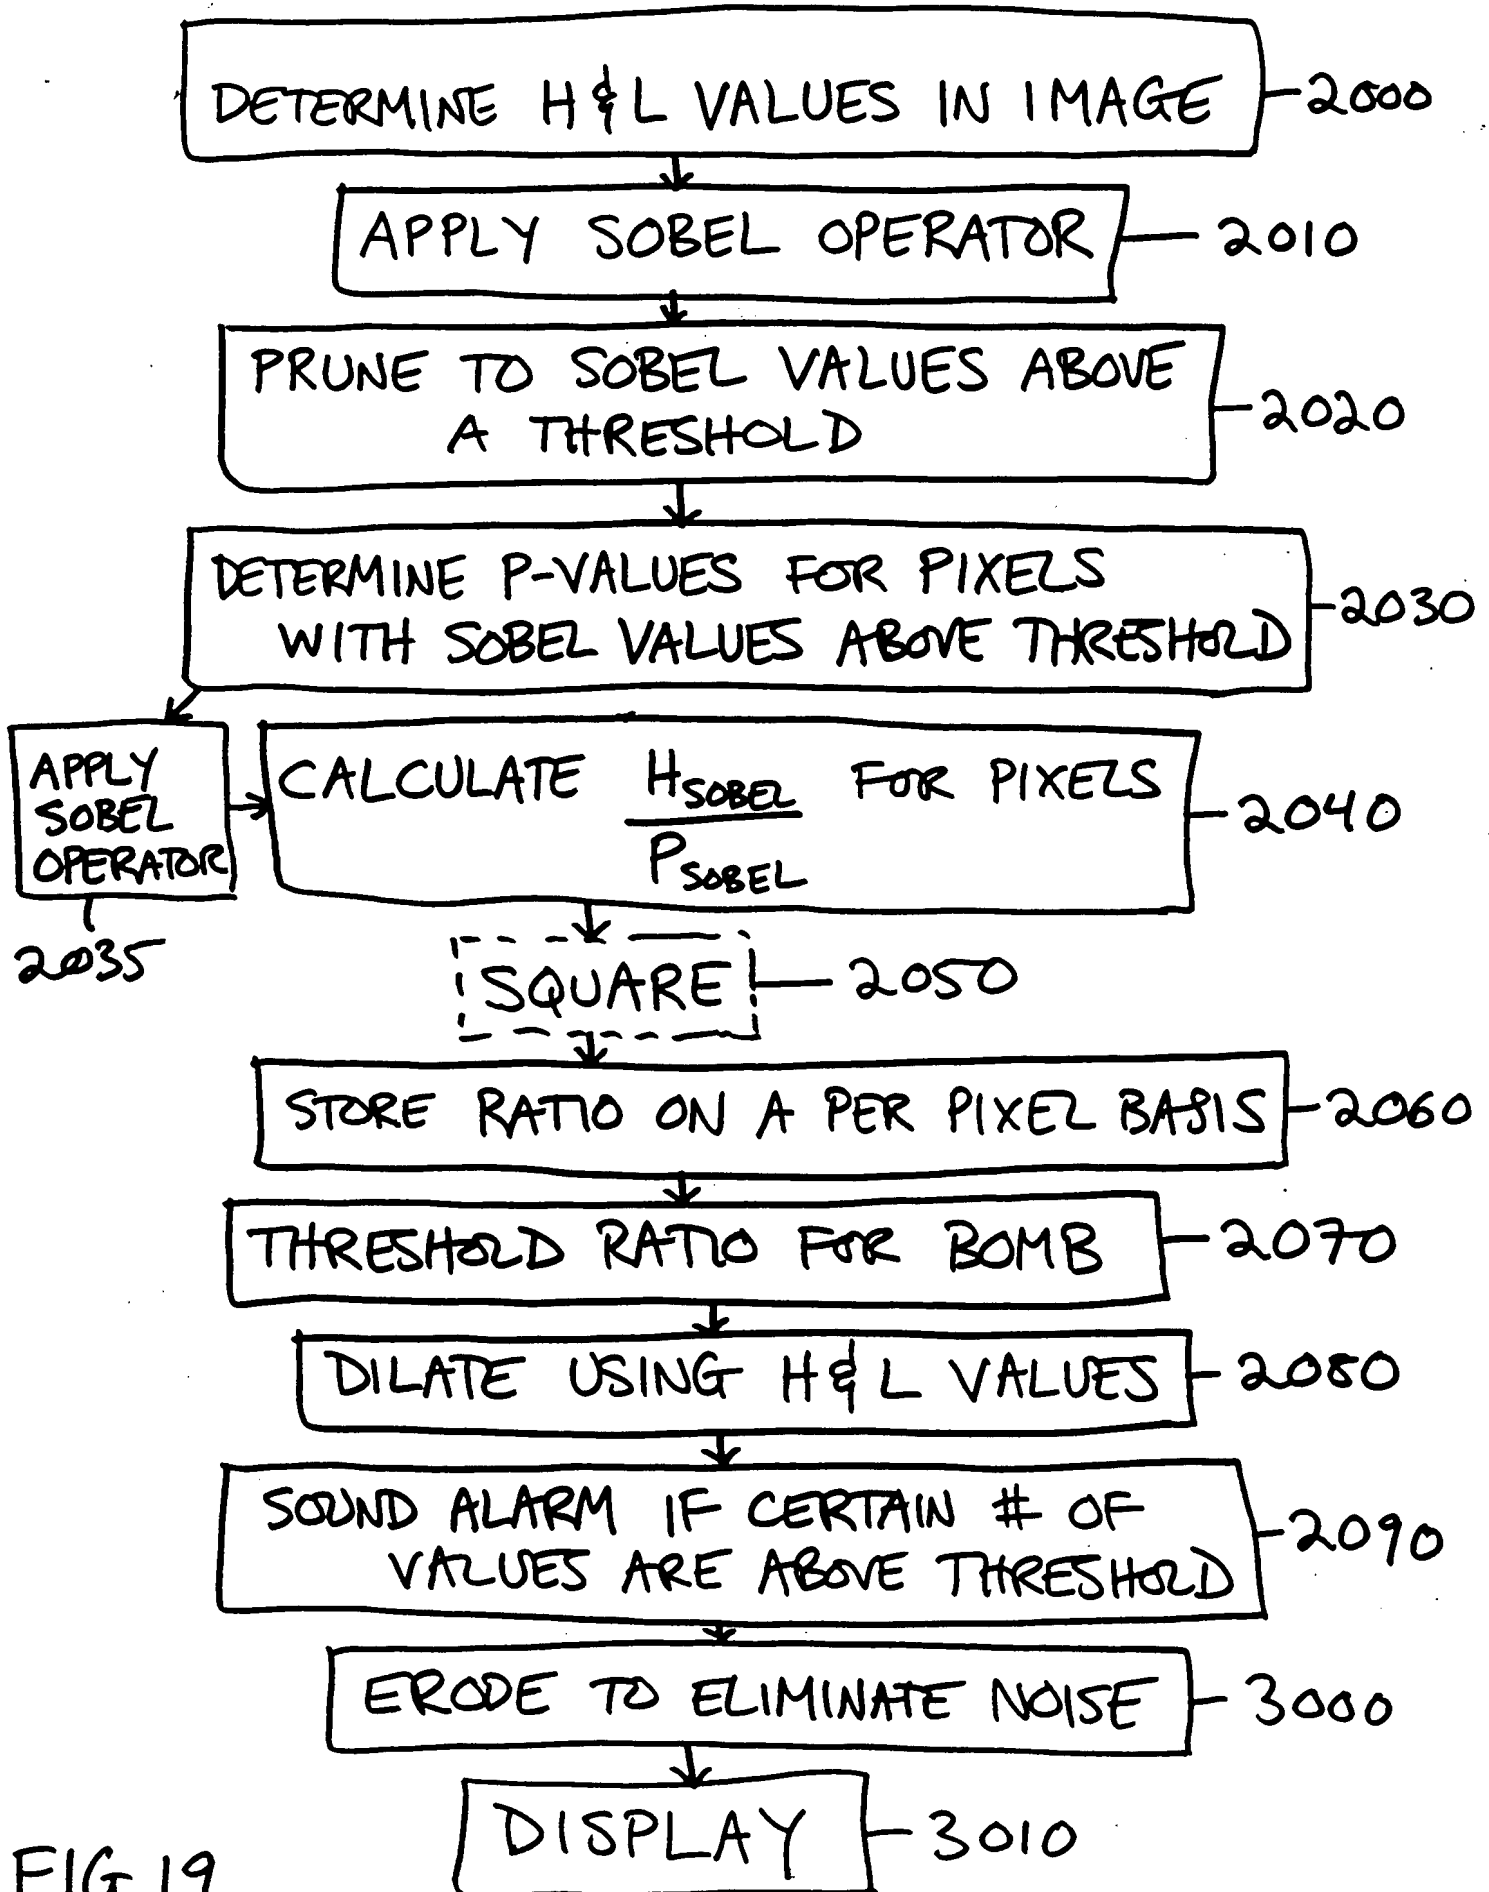 DETERMINE H & L VALUES IN IMAGE
2000
APPLY SOBEL OPERATOR
2010
PRUNE TO SOBEL VALUES ABOVE
A THRESHOLD
2020
DETERMINE P-VALUES FOR PIXELS
WITH SOBEL VALUES ABOVE THRESHOLD
2030
APPLY
SOBEL
OPERATOR
2035
CALCULATE H SOBEL FOR PIXELS
P SOBEL
2040
SQUARE
2050
STORE RATIO ON A PER PIXEL BASIS
2060
THRESHOLD RATIO FOR BOMB
2070
DILATE USING H & L VALUES
2080
SOUND ALARM IF CERTAIN # OF
VALUES ARE ABOVE THRESHOLD
2090
ERODE TO ELIMINATE NOISE
3000
DISPLAY
3010
FIG 19